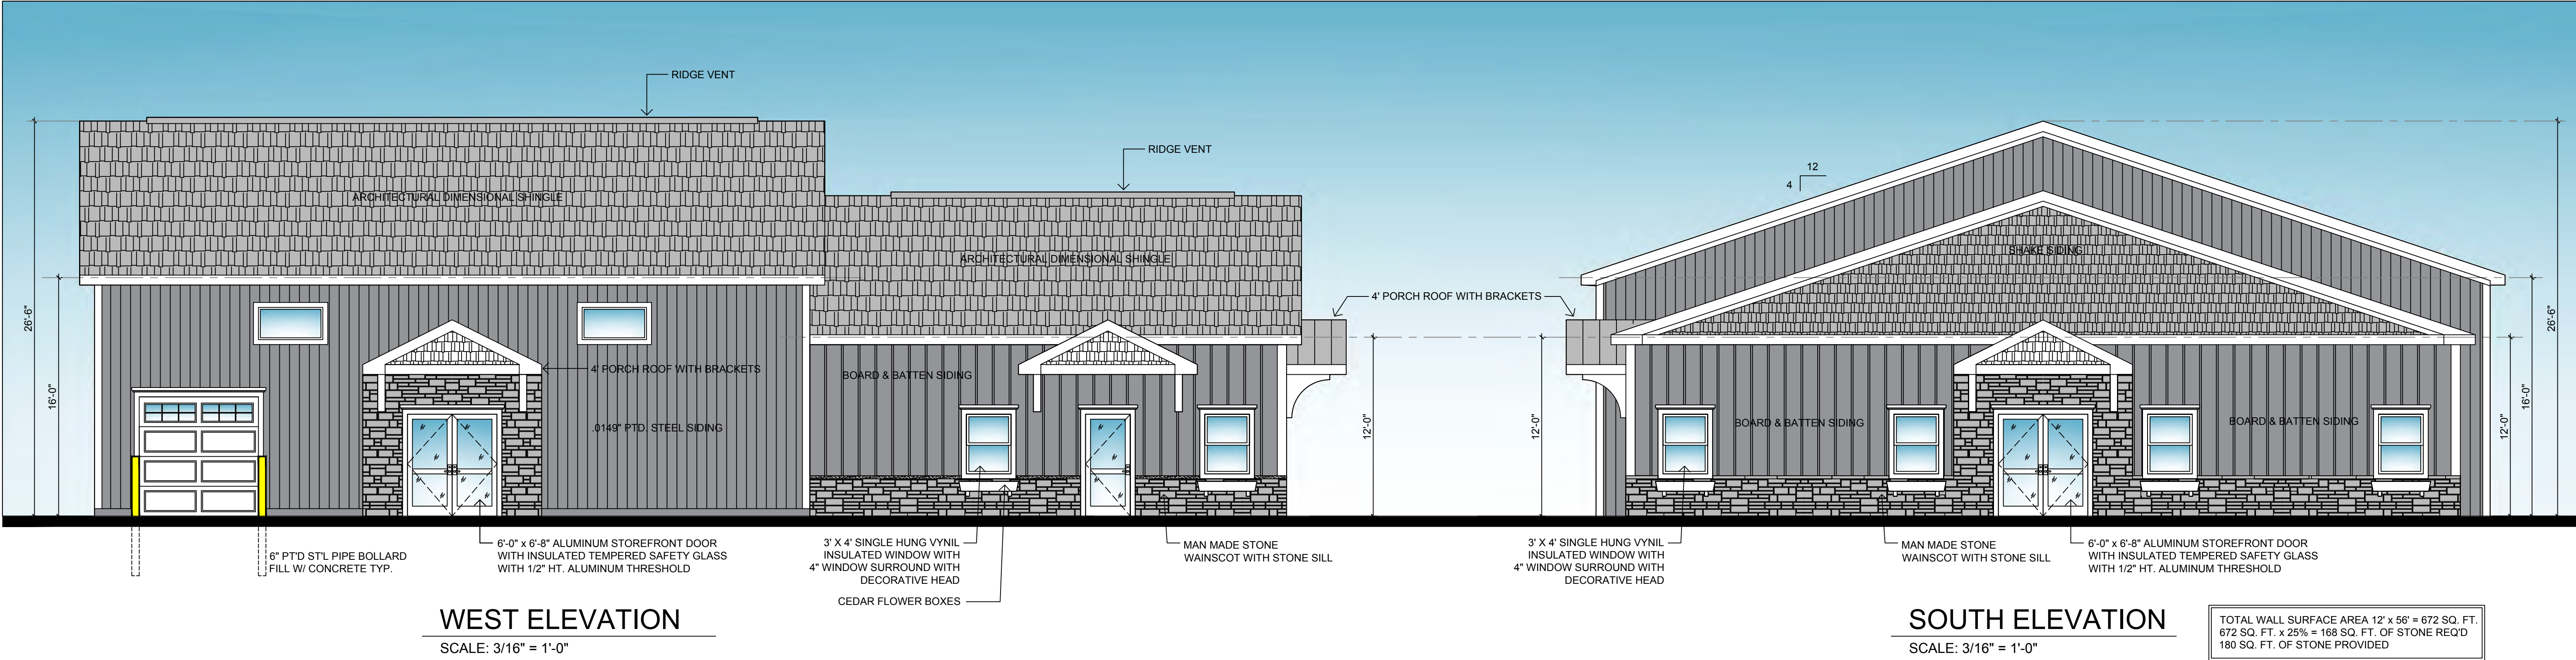 RIDGE VENT
ARCHITECTURAL DIMENSIONAL SHINGLE
26'-6"
16'-0"
4' PORCH ROOF WITH BRACKETS
.0149" PTD. STEEL SIDING
6" PT'D ST'L PIPE BOLLARD
FILL W/ CONCRETE TYP.
6'-0" x 6'-8" ALUMINUM STOREFRONT DOOR
WITH INSULATED TEMPERED SAFETY GLASS
WITH 1/2" HT. ALUMINUM THRESHOLD
RIDGE VENT
ARCHITECTURAL DIMENSIONAL SHINGLE
BOARD & BATTEN SIDING
3' X 4' SINGLE HUNG VYNIL
INSULATED WINDOW WITH
4" WINDOW SURROUND WITH
DECORATIVE HEAD
CEDAR FLOWER BOXES
MAN MADE STONE
WAINSCOT WITH STONE SILL
12'-0"
WEST ELEVATION
SCALE: 3/16" = 1'-0"
4' PORCH ROOF WITH BRACKETS
12'-0"
12
4
SHAKE SIDING
BOARD & BATTEN SIDING
BOARD & BATTEN SIDING
26'-6"
16'-0"
12'-0"
3' X 4' SINGLE HUNG VYNIL
INSULATED WINDOW WITH
4" WINDOW SURROUND WITH
DECORATIVE HEAD
MAN MADE STONE
WAINSCOT WITH STONE SILL
6'-0" x 6'-8" ALUMINUM STOREFRONT DOOR
WITH INSULATED TEMPERED SAFETY GLASS
WITH 1/2" HT. ALUMINUM THRESHOLD
SOUTH ELEVATION
SCALE: 3/16" = 1'-0"
TOTAL WALL SURFACE AREA 12' x 56' = 672 SQ. FT.
672 SQ. FT. x 25% = 168 SQ. FT. OF STONE REQ'D
180 SQ. FT. OF STONE PROVIDED